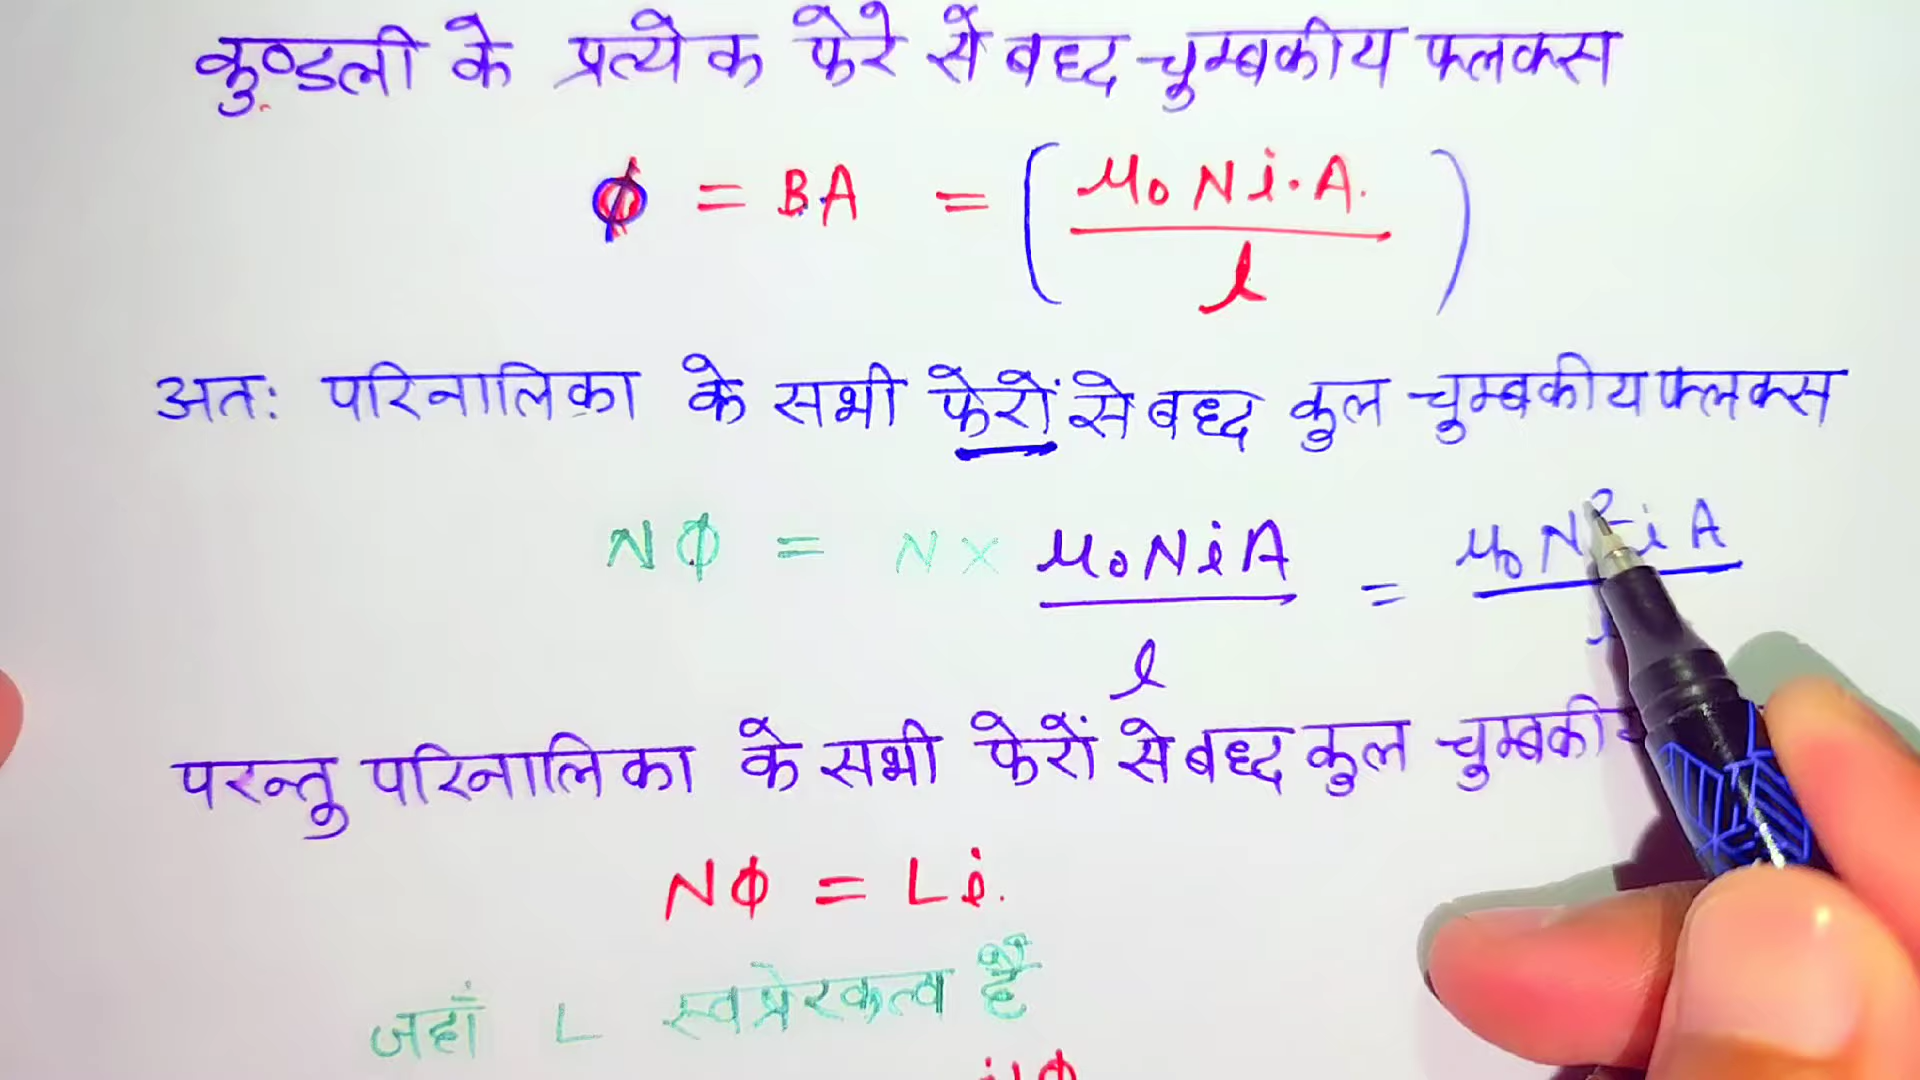 कुण्डली के प्रत्येक फेरे से बद्ध चुम्बकीय फ्लक्स
ϕ = BA = (μ₀Ni·A. / l)
अतः परिनालिका के सभी फेरों से बद्ध कुल चुम्बकीय फ्लक्स
Nϕ = N× μ₀NiA / l = μ₀N²iA / l
परन्तु परिनालिका के सभी फेरों से बद्ध कुल
Nϕ = Li.
जहाँ L स्वप्रेरकत्व है